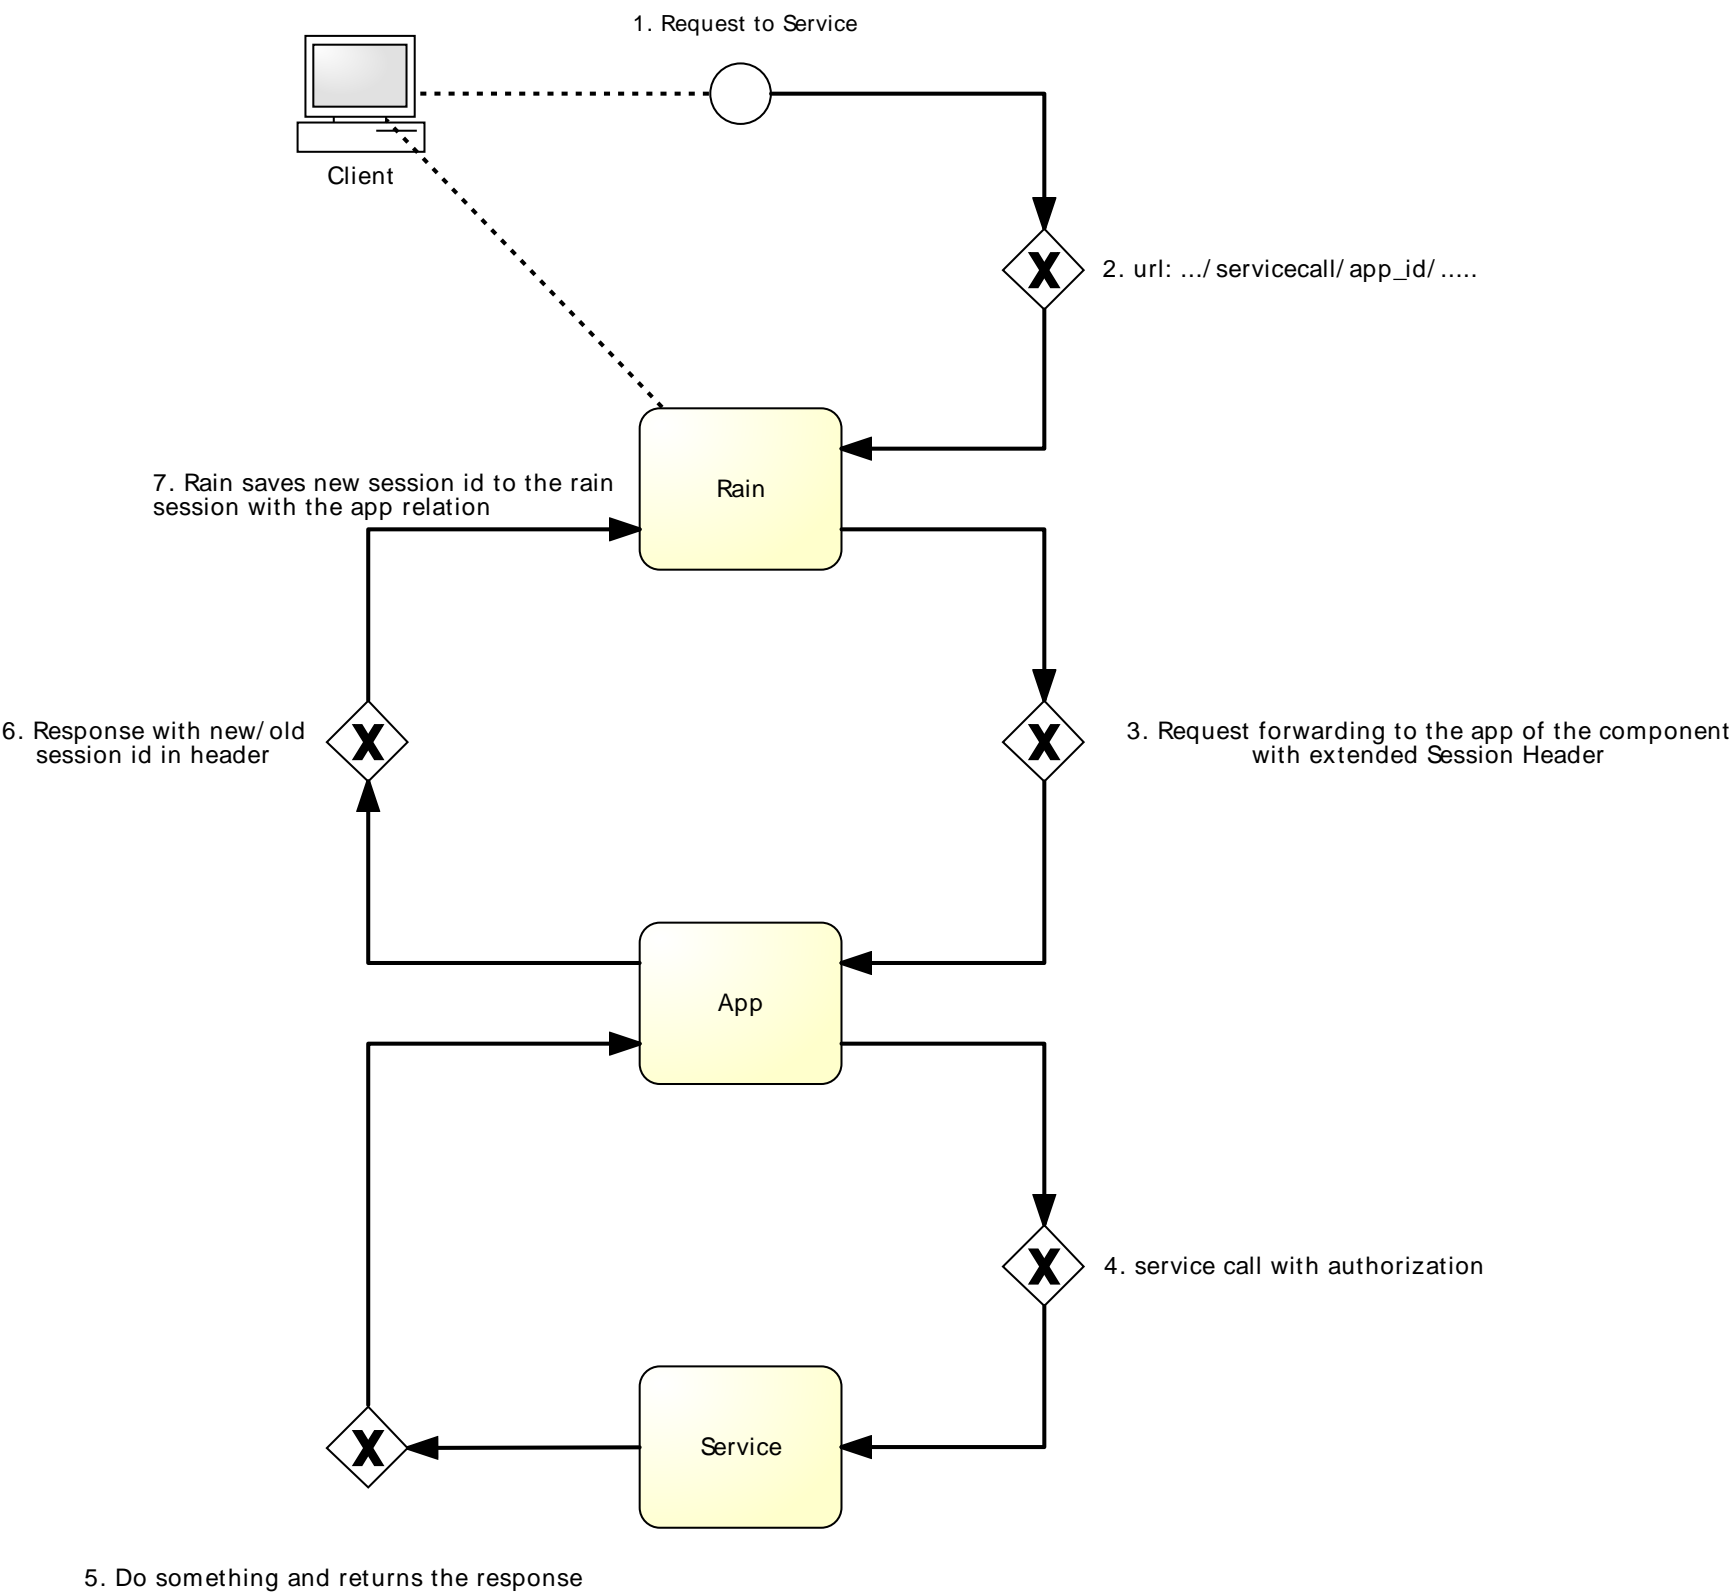 1. Request to Service
Client
2. url: .../servicecall/app_id/.....
Rain
7. Rain saves new session id to the rain
session with the app relation
6. Response with new/old
session id in header
3. Request forwarding to the app of the component
with extended Session Header
App
4. service call with authorization
Service
5. Do something and returns the response